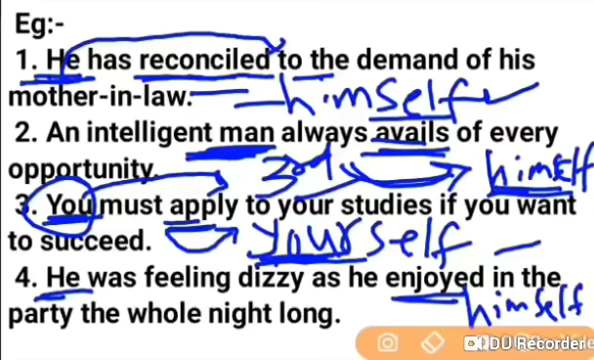 Eg:-
1. He has reconciled to the demand of his
mother-in-law. himself
2. An intelligent man always avails of every
opportunity. 3rd himself
3. You must apply to your studies if you want
to succeed. yourself
4. He was feeling dizzy as he enjoyed in the
party the whole night long. himself
DU Recorder